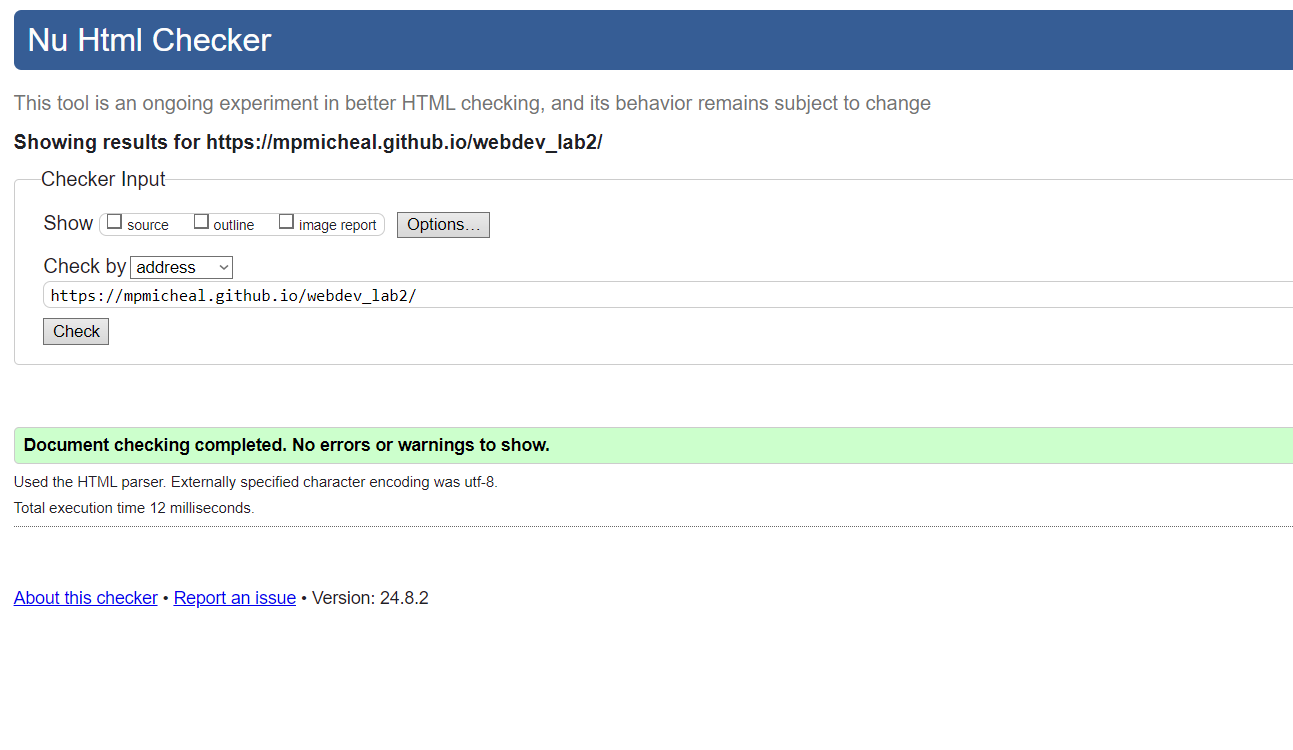 Nu Html Checker
This tool is an ongoing experiment in better HTML checking, and its behavior remains subject to change
Showing results for https://mpmicheal.github.io/webdev_lab2/
Checker Input
Show source outline image report Options…
Check by address
https://mpmicheal.github.io/webdev_lab2/
Check
Document checking completed. No errors or warnings to show.
Used the HTML parser. Externally specified character encoding was utf-8.
Total execution time 12 milliseconds.
About this checker • Report an issue • Version: 24.8.2